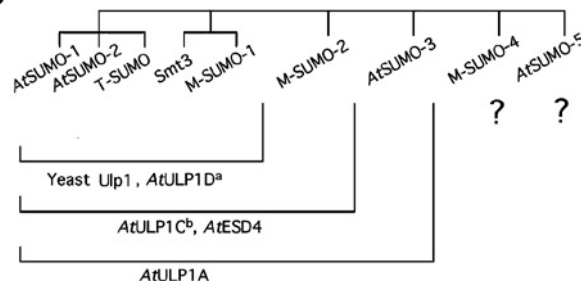 AtSUMO-1 AtSUMO-2 T-SUMO Smt3 M-SUMO-1 M-SUMO-2 AtSUMO-3 M-SUMO-4 AtSUMO-5
? ?
Yeast Ulp1, AtULP1Dᵃ
AtULP1Cᵇ, AtESD4
AtULP1A